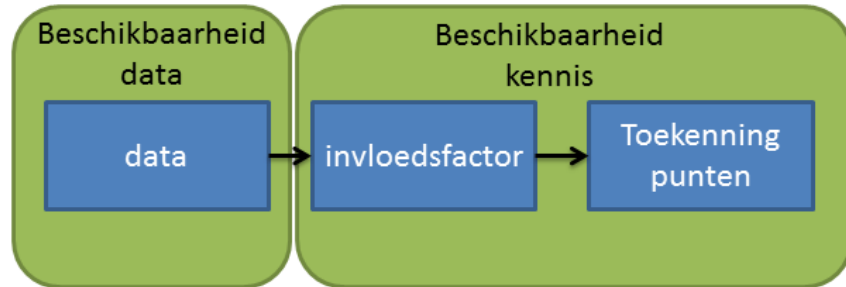 Beschikbaarheid
data
Beschikbaarheid
kennis
data
invloedsfactor
Toekenning
punten